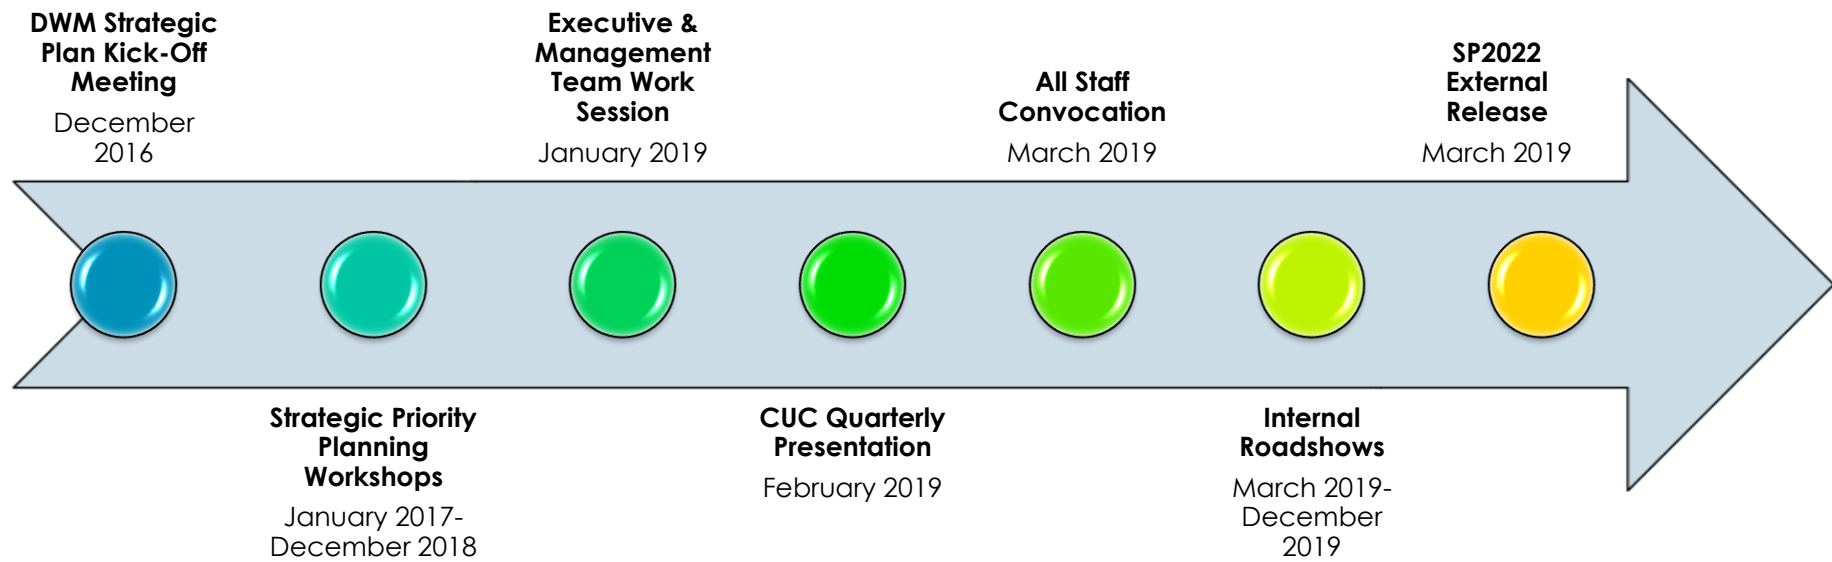 DWM Strategic
Plan Kick-Off
Meeting
December
2016
Strategic Priority
Planning
Workshops
January 2017-
December 2018
Executive &
Management
Team Work
Session
January 2019
CUC Quarterly
Presentation
February 2019
All Staff
Convocation
March 2019
Internal
Roadshows
March 2019-
December
2019
SP2022
External
Release
March 2019